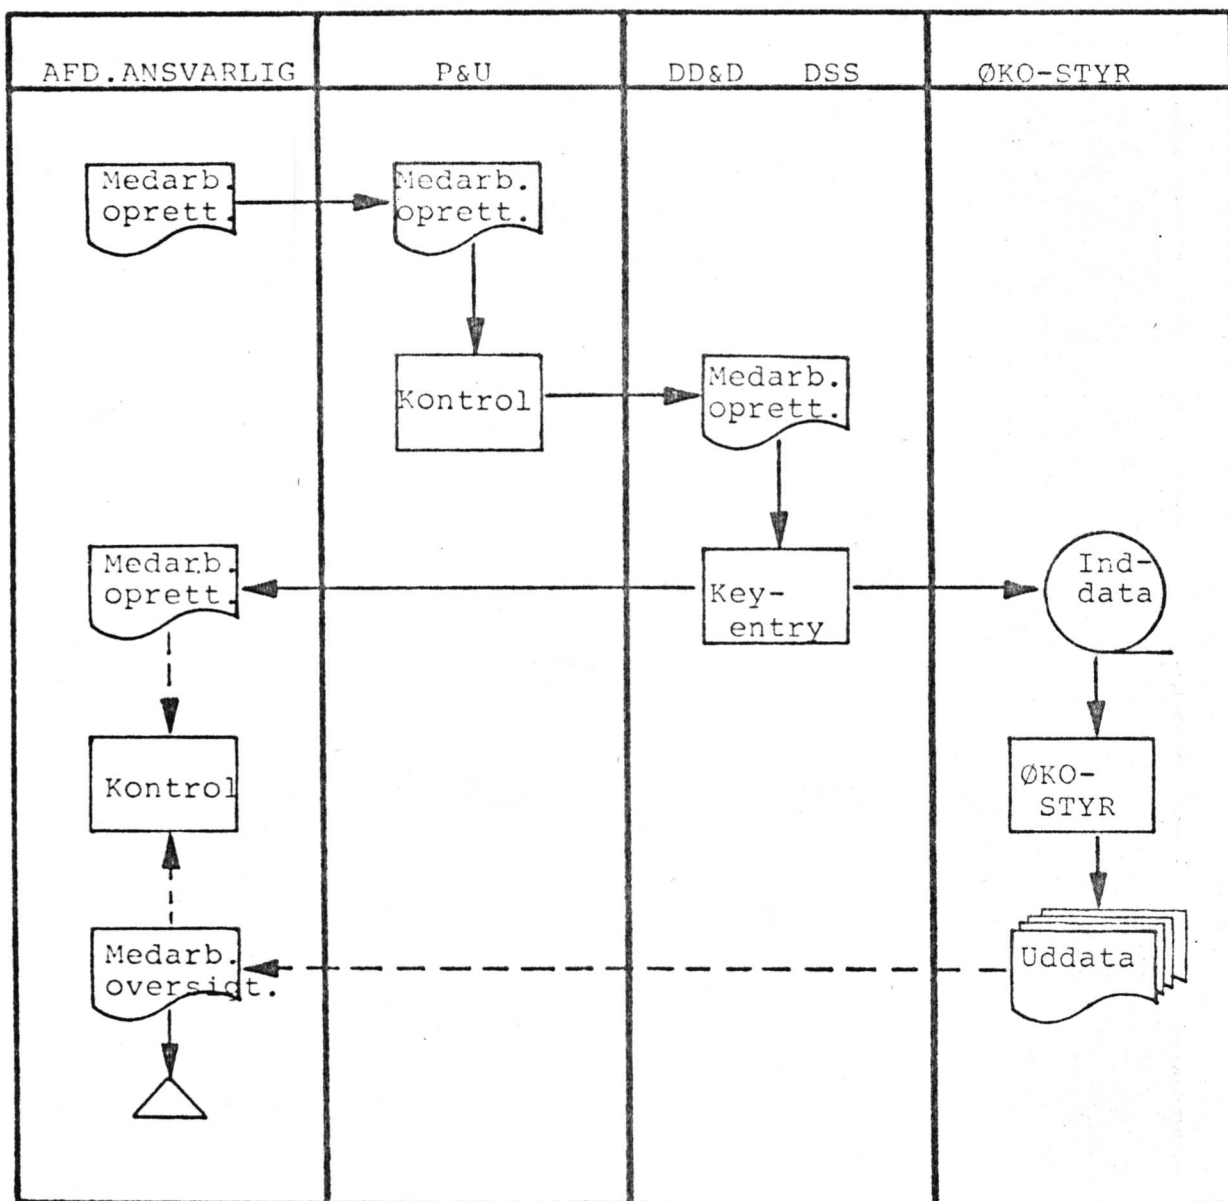 AFD.ANSVARLIG P&U DD&D DSS ØKO-STYR
Medarb.
oprett.
Medarb.
oprett.
Kontrol
Medarb.
oprett.
Medarb.
oprett.
Key-
entry
Ind-
data
Kontrol
ØKO-
STYR
Medarb.
oversigt.
Uddata